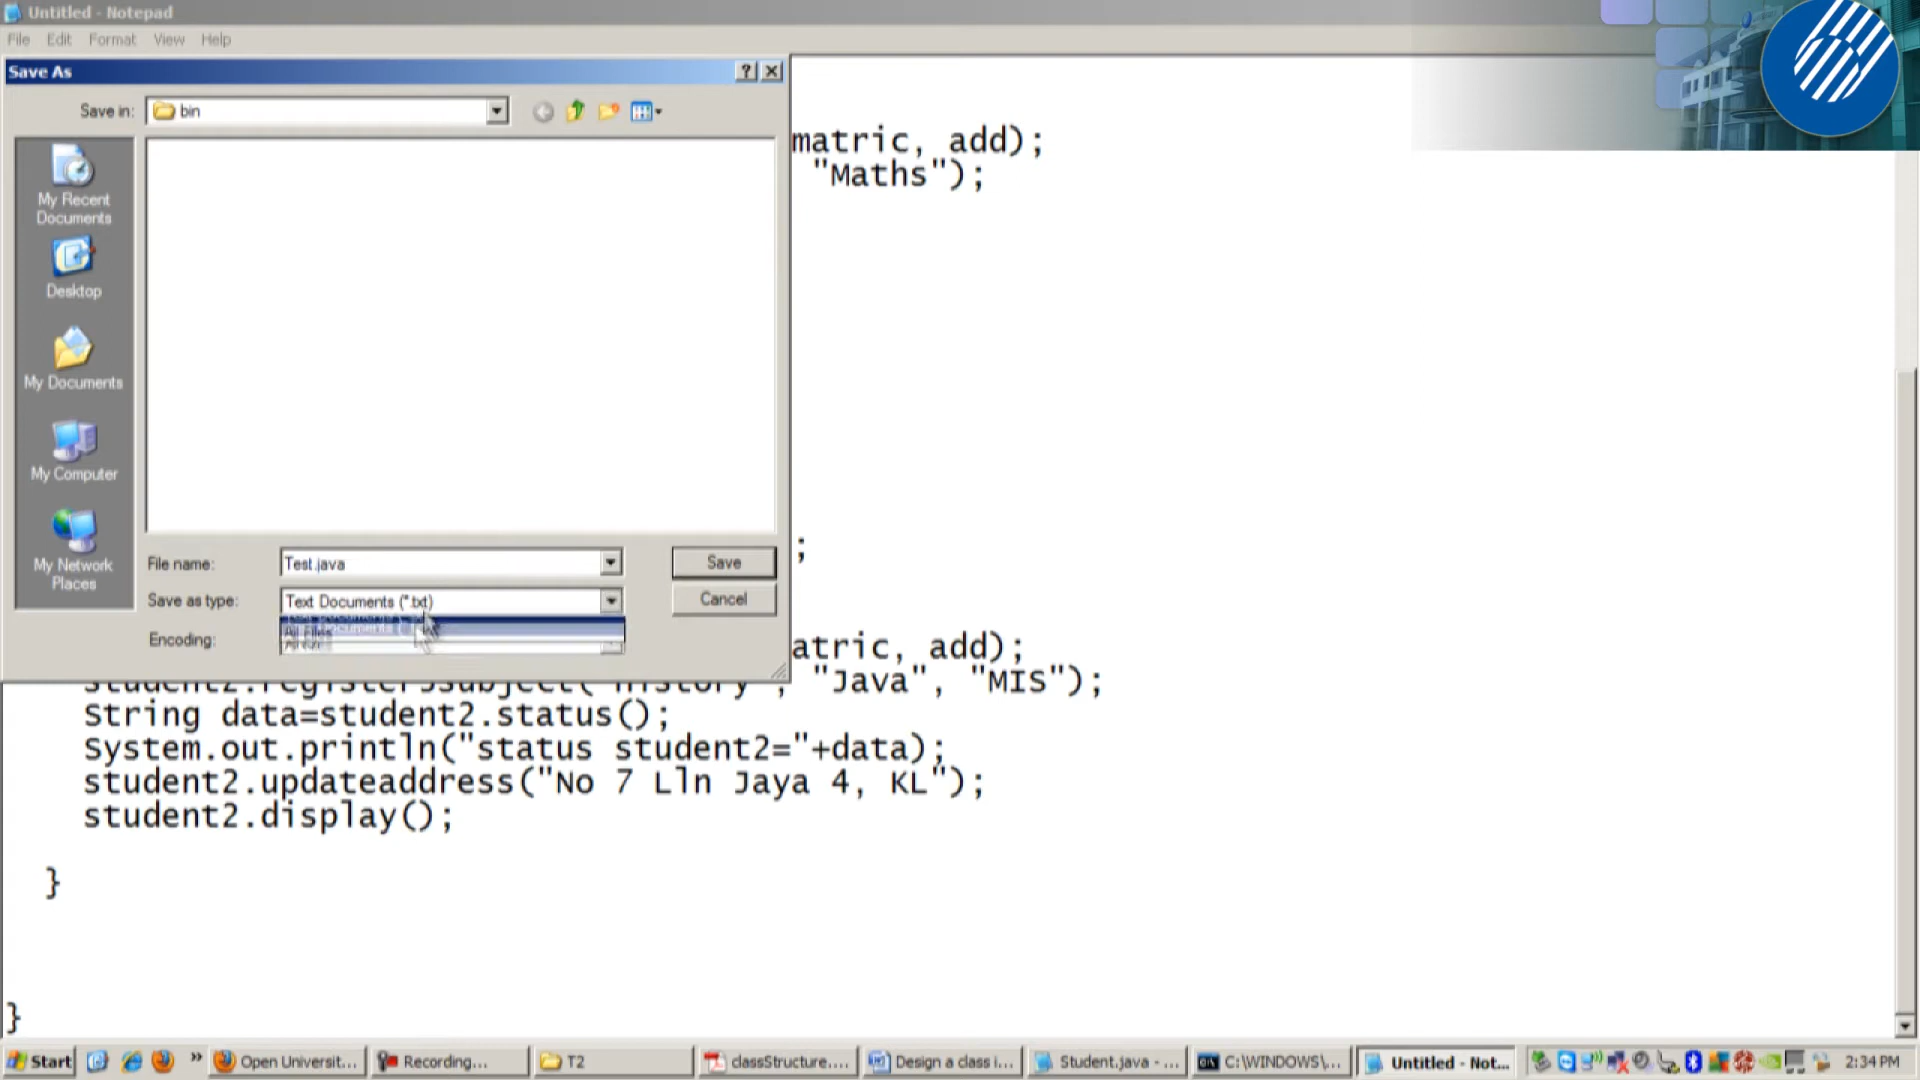 Untitled - Notepad
File Edit Format View Help
Save As
Save in: bin
My Recent
Documents
Desktop
My Documents
My Computer
My Network
Places
File name: Test.java
Save
Save as type: Text Documents (*.txt)
Cancel
Encoding:
matric, add);
"Maths");
;
atric, add);
"Java", "MIS");
String data=student2.status();
System.out.println("status student2="+data);
student2.updateaddress("No 7 Lln Jaya 4, KL");
student2.display();
}
}
Start
Open Universit...
Recording...
T2
classStructure....
Design a class i...
Student.java - ...
C:\WINDOWS\...
Untitled - Not...
2:34 PM